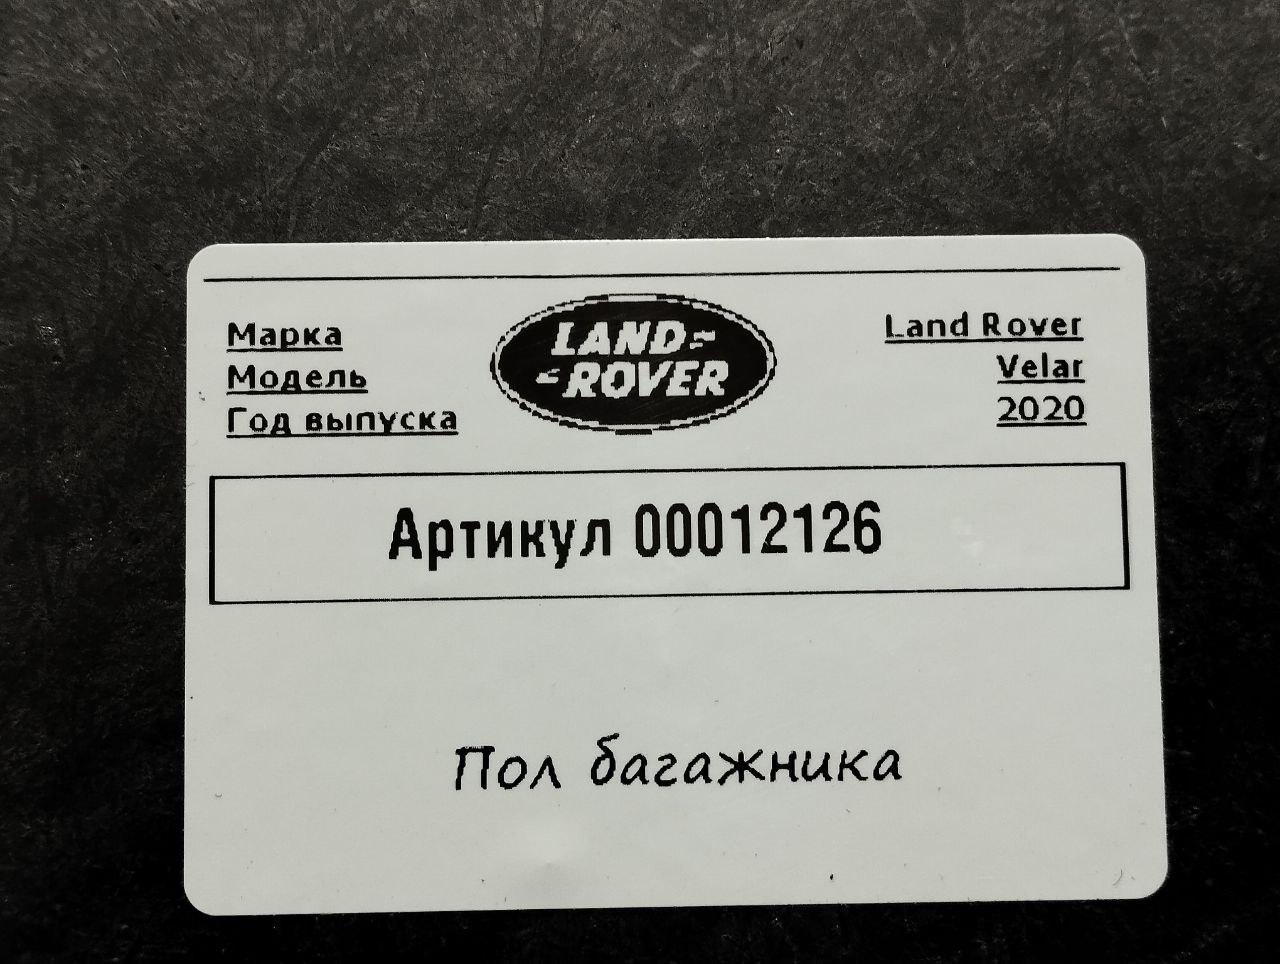 Марка
Модель
Год выпуска
LAND
ROVER
Land Rover
Velar
2020
Артикул 00012126
Пол багажника